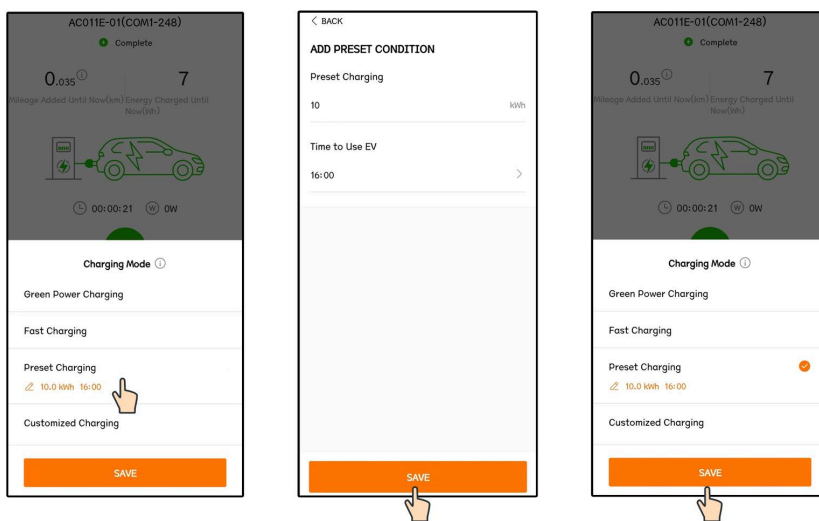 AC011E-01(COM1-248)
Complete
0.035 7
Mileage Added Until Now(km) Energy Charged Until Now(Wh)
00:00:21 0W
Charging Mode
Green Power Charging
Fast Charging
Preset Charging
10.0 kWh 16:00
Customized Charging
SAVE
< BACK
ADD PRESET CONDITION
Preset Charging
10 kWh
Time to Use EV
16:00 >
SAVE
AC011E-01(COM1-248)
Complete
0.035 7
Mileage Added Until Now(km) Energy Charged Until Now(Wh)
00:00:21 0W
Charging Mode
Green Power Charging
Fast Charging
Preset Charging
10.0 kWh 16:00
Customized Charging
SAVE